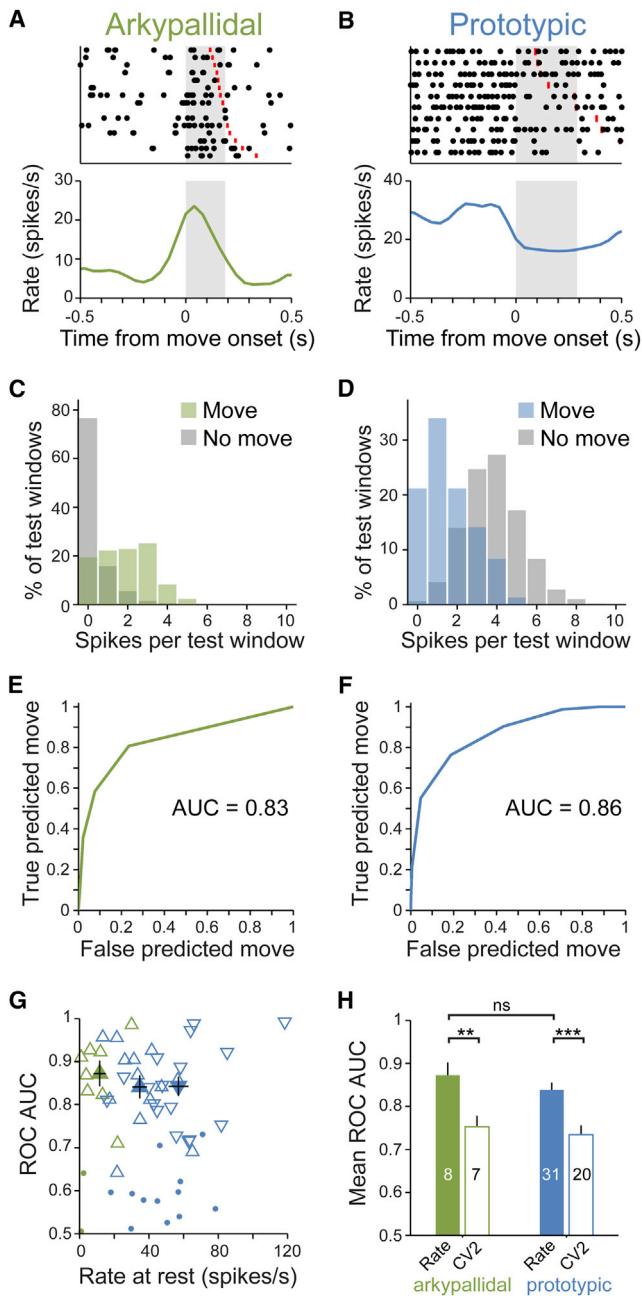 A
Arkypallidal
B
Prototypic
30
20
10
0
Rate (spikes/s)
-0.5
0
0.5
Time from move onset (s)
40
20
0
Rate (spikes/s)
-0.5
0
0.5
Time from move onset (s)
C
80
60
40
20
0
% of test windows
Move
No move
0 2 4 6 8 10
Spikes per test window
D
30
20
10
0
% of test windows
Move
No move
0 2 4 6 8 10
Spikes per test window
E
1
0.8
0.6
0.4
0.2
0
True predicted move
AUC = 0.83
0 0.2 0.4 0.6 0.8 1
False predicted move
F
1
0.8
0.6
0.4
0.2
0
True predicted move
AUC = 0.86
0 0.2 0.4 0.6 0.8 1
False predicted move
G
1
0.9
0.8
0.7
0.6
0.5
ROC AUC
0 40 80 120
Rate at rest (spikes/s)
H
ns
** ***
1
0.95
0.85
0.75
0.65
0.5
Mean ROC AUC
8 7 31 20
Rate CV2 Rate CV2
arkypallidal prototypic